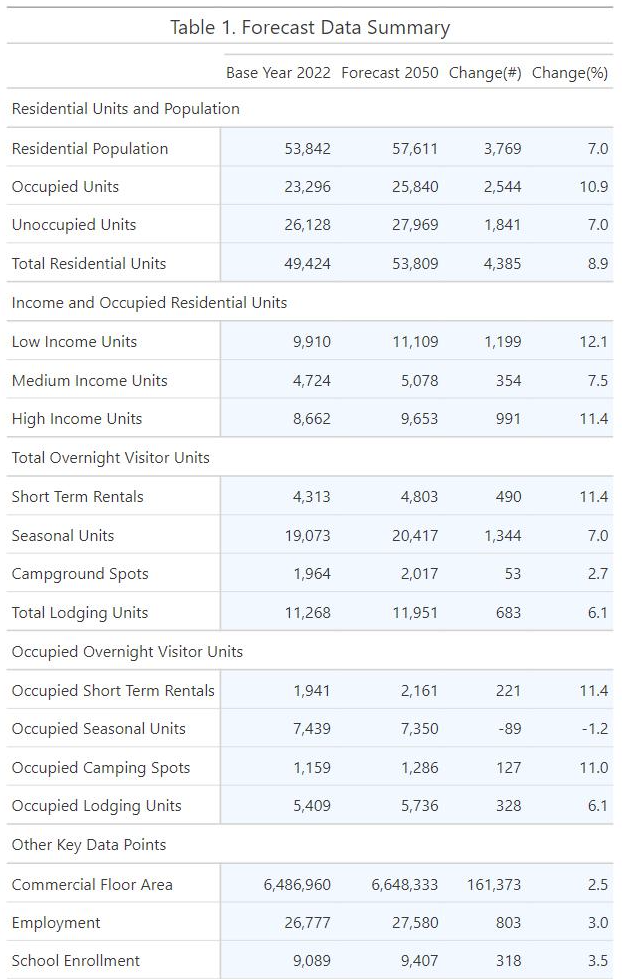 Table 1. Forecast Data Summary
Base Year 2022 Forecast 2050 Change(#) Change(%)
Residential Units and Population
Residential Population 53,842 57,611 3,769 7.0
Occupied Units 23,296 25,840 2,544 10.9
Unoccupied Units 26,128 27,969 1,841 7.0
Total Residential Units 49,424 53,809 4,385 8.9
Income and Occupied Residential Units
Low Income Units 9,910 11,109 1,199 12.1
Medium Income Units 4,724 5,078 354 7.5
High Income Units 8,662 9,653 991 11.4
Total Overnight Visitor Units
Short Term Rentals 4,313 4,803 490 11.4
Seasonal Units 19,073 20,417 1,344 7.0
Campground Spots 1,964 2,017 53 2.7
Total Lodging Units 11,268 11,951 683 6.1
Occupied Overnight Visitor Units
Occupied Short Term Rentals 1,941 2,161 221 11.4
Occupied Seasonal Units 7,439 7,350 -89 -1.2
Occupied Camping Spots 1,159 1,286 127 11.0
Occupied Lodging Units 5,409 5,736 328 6.1
Other Key Data Points
Commercial Floor Area 6,486,960 6,648,333 161,373 2.5
Employment 26,777 27,580 803 3.0
School Enrollment 9,089 9,407 318 3.5